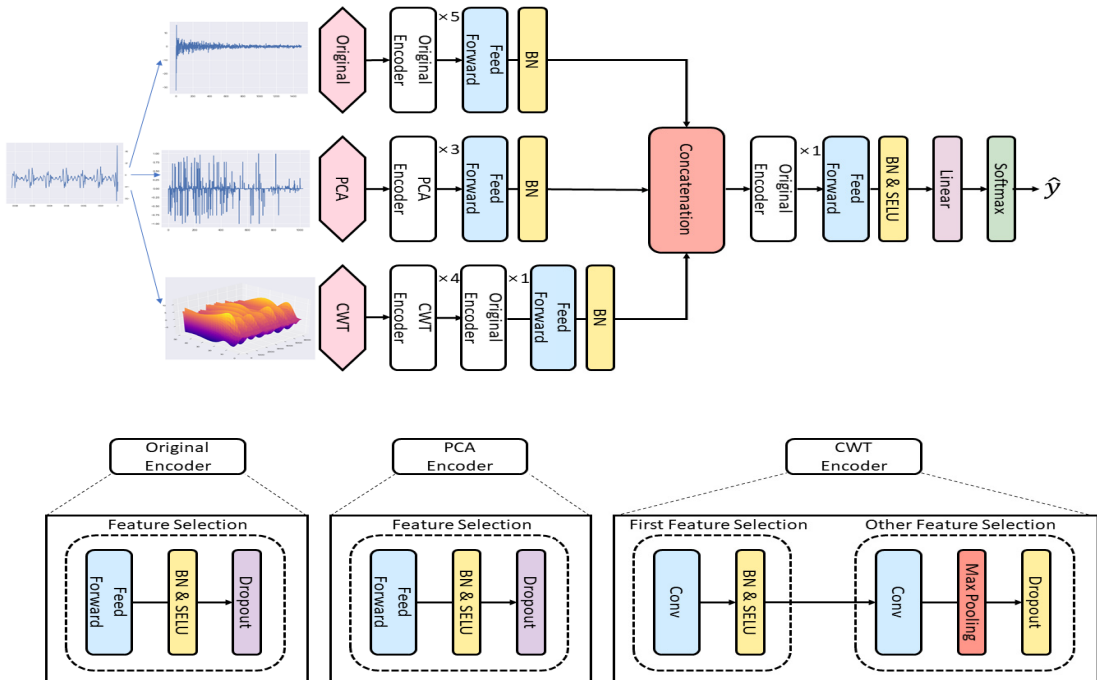 Original
Original
Encoder
×5
Feed
Forward
BN
PCA
PCA
Encoder
×3
Feed
Forward
BN
CWT
CWT
Encoder
×4
Original
Encoder
×1
Feed
Forward
BN
Concatenation
Original
Encoder
×1
Feed
Forward
BN & SELU
Linear
Softmax
ŷ
Original
Encoder
Feature Selection
Feed
Forward
BN & SELU
Dropout
PCA
Encoder
Feature Selection
Feed
Forward
BN & SELU
Dropout
CWT
Encoder
First Feature Selection
Conv
BN & SELU
Other Feature Selection
Conv
Max Pooling
Dropout